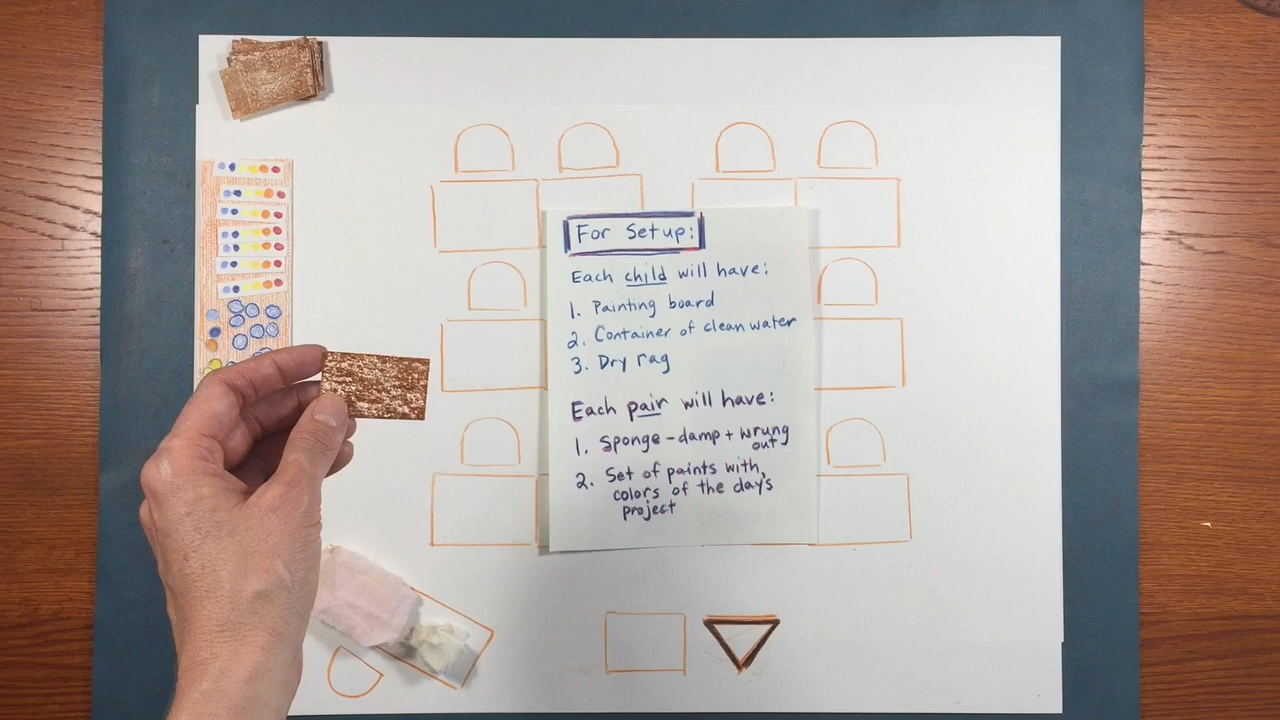 For Setup:
Each child will have:
1. Painting board
2. Container of clean water
3. Dry rag
Each pair will have:
1. Sponge - damp + wrung
out
2. Set of paints with
colors of the day's
project